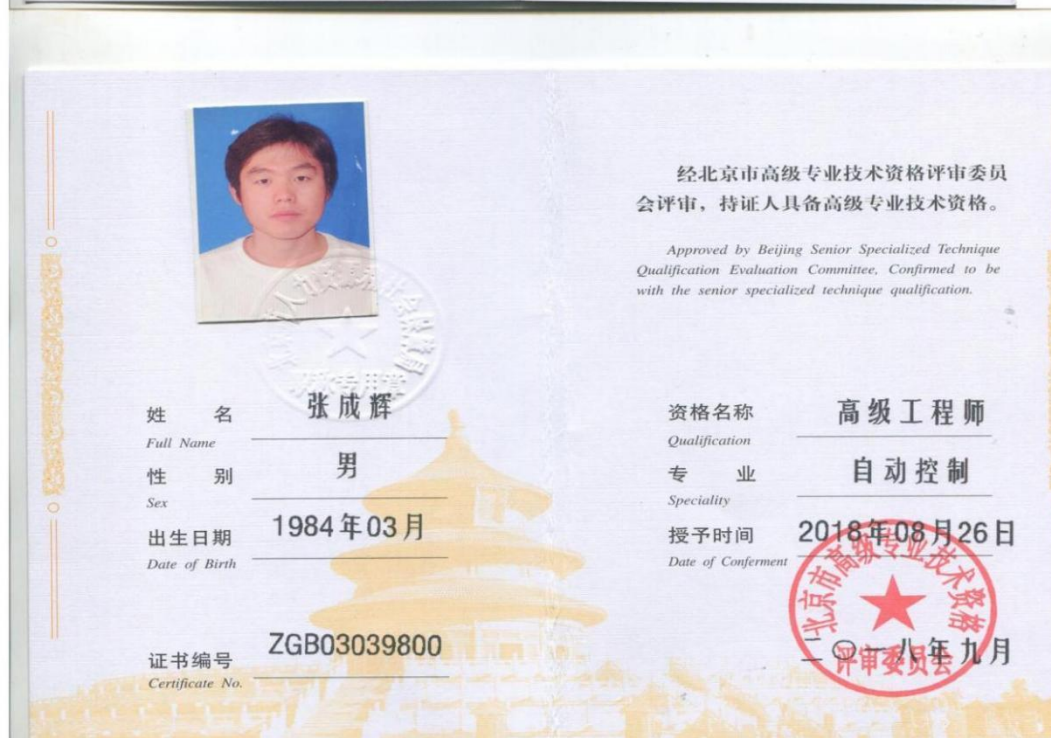 经北京市高级专业技术资格评审委员
会评审，持证人具备高级专业技术资格。
Approved by Beijing Senior Specialized Technique
Qualification Evaluation Committee, Confirmed to be
with the senior specialized technique qualification.
姓 名 张成辉
Full Name
性 别 男
Sex
出生日期 1984年03月
Date of Birth
证书编号 ZGB03039800
Certificate No.
资格名称 高级工程师
Qualification
专 业 自动控制
Speciality
授予时间 2018年08月26日
Date of Conferment
北京市高级专业技术资格
评审委员会
二〇一八年九月